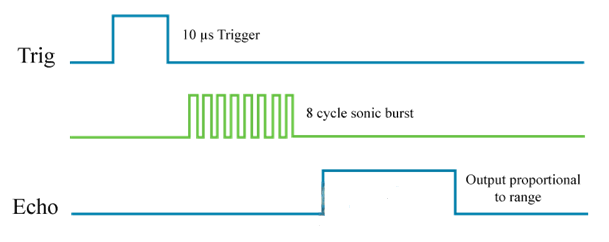 Trig
10 µs Trigger
8 cycle sonic burst
Echo
Output proportional
to range